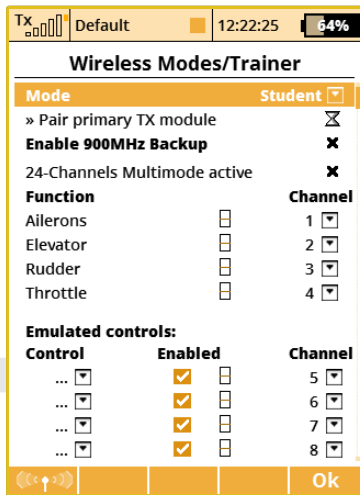 Tx Default 12:22:25 64%
Wireless Modes/Trainer
Mode Student
» Pair primary TX module
Enable 900MHz Backup
24-Channels Multimode active
Function Channel
Ailerons 1
Elevator 2
Rudder 3
Throttle 4
Emulated controls:
Control Enabled Channel
... 5
... 6
... 7
... 8
Ok